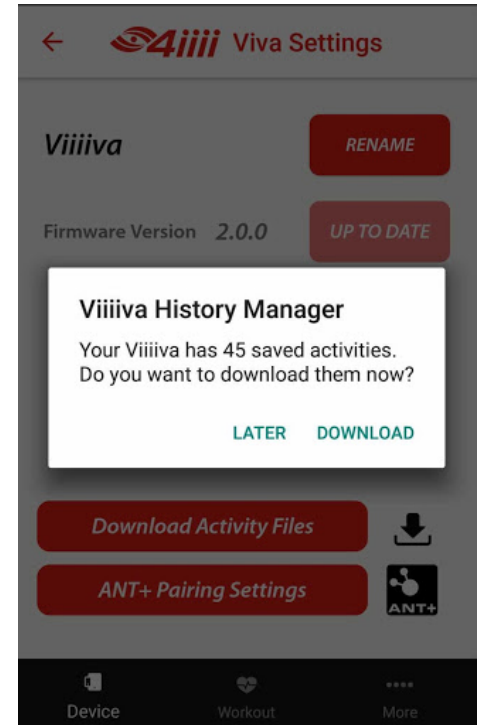 4iiii Viva Settings
Viiiiva
RENAME
Firmware Version 2.0.0
UP TO DATE
Viiiiva History Manager
Your Viiiiva has 45 saved activities.
Do you want to download them now?
LATER DOWNLOAD
Download Activity Files
ANT+ Pairing Settings
ANT+
Device Workout More